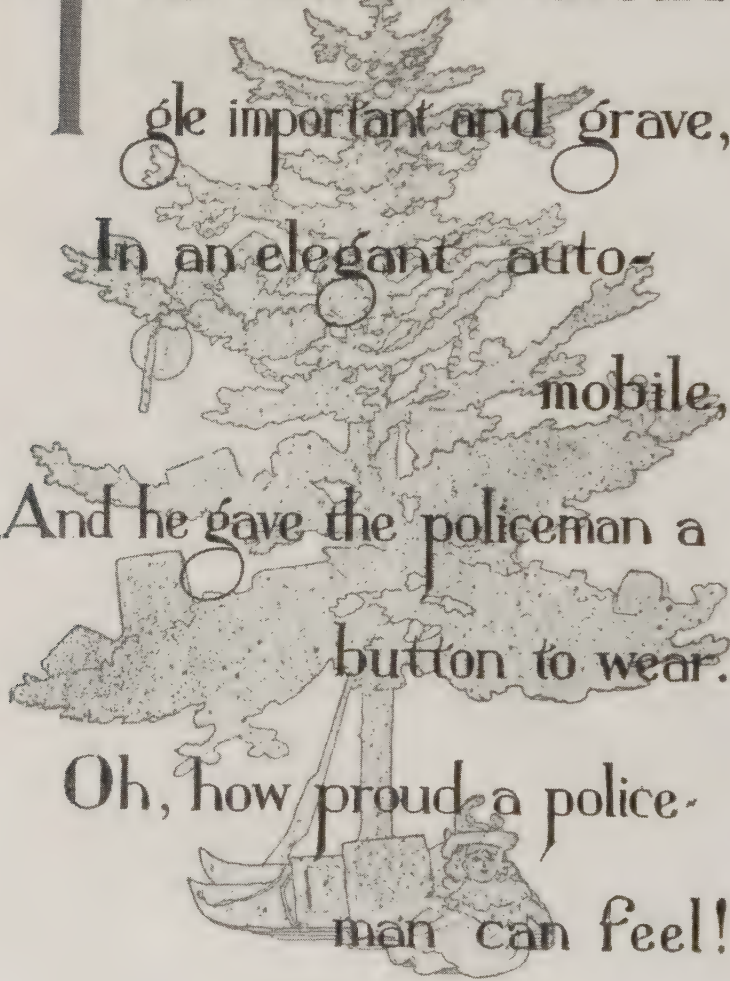 gle important and grave,
In an elegant auto-
mobile,
And he gave the policeman a
button to wear.
Oh, how proud a police-
man can feel!